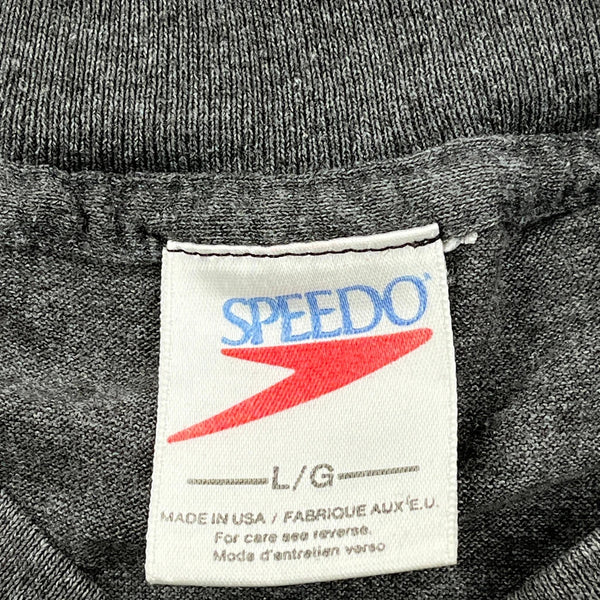 SPEEDO
L/G
MADE IN USA / FABRIQUE AUX E.U.
For care see reverse.
Mode d'entretien verso